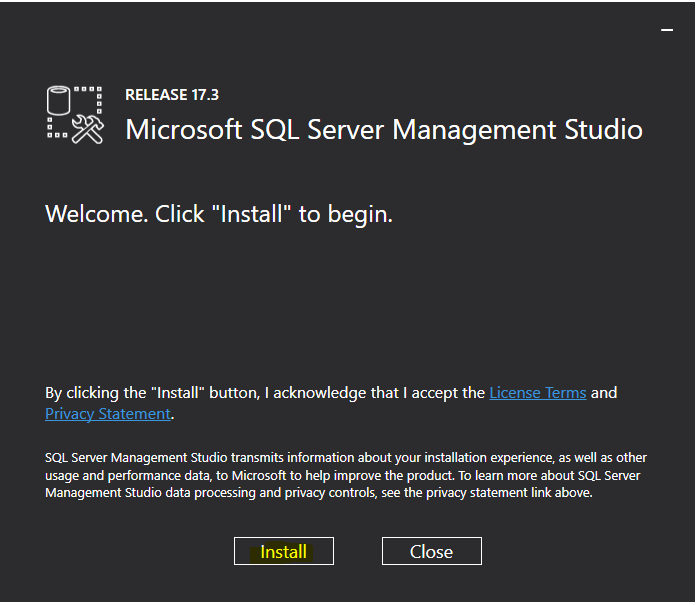 RELEASE 17.3
Microsoft SQL Server Management Studio
Welcome. Click "Install" to begin.
By clicking the "Install" button, I acknowledge that I accept the License Terms and
Privacy Statement.
SQL Server Management Studio transmits information about your installation experience, as well as other
usage and performance data, to Microsoft to help improve the product. To learn more about SQL Server
Management Studio data processing and privacy controls, see the privacy statement link above.
Install
Close